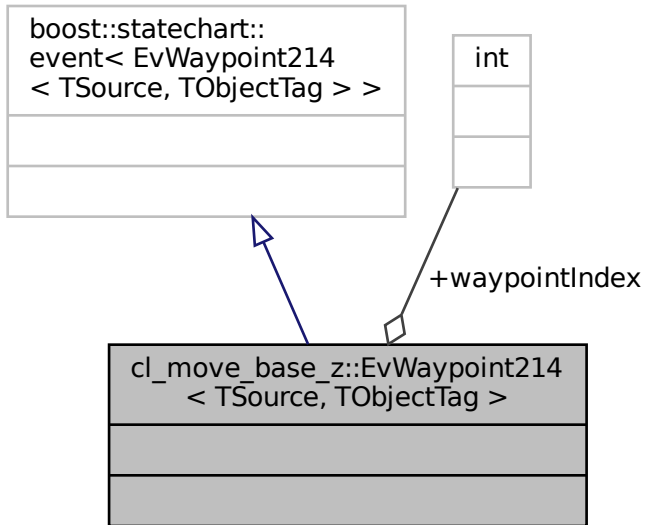 boost::statechart::
event< EvWaypoint214
< TSource, TObjectTag > >
int
+waypointIndex
cl_move_base_z::EvWaypoint214
< TSource, TObjectTag >